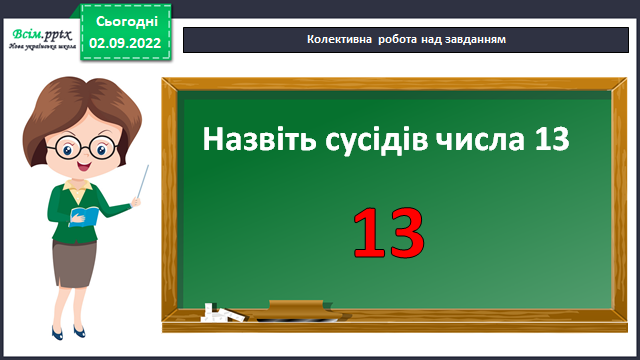 Всім.pptx
Нова українська школа
Сьогодні
02.09.2022
Колективна робота над завданням
Назвіть сусідів числа 13
13